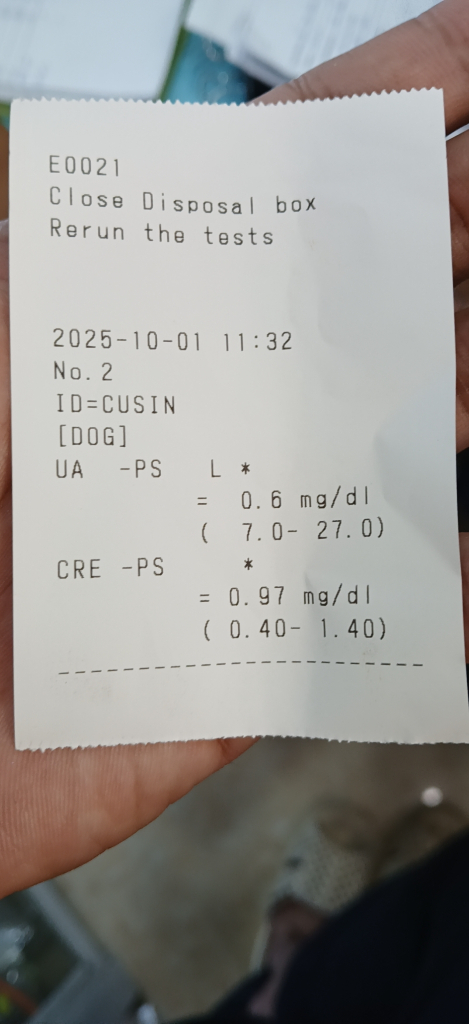 E0021
Close Disposal box
Rerun the tests
2025-10-01 11:32
No.2
ID=CUSIN
[DOG]
UA -PS L *
= 0.6 mg/dl
( 7.0- 27.0)
CRE -PS *
= 0.97 mg/dl
( 0.40- 1.40)